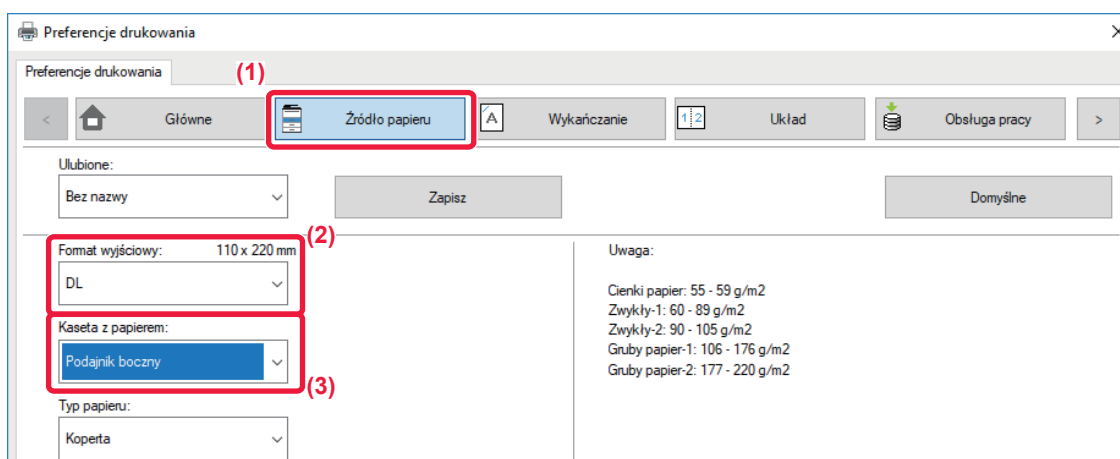 Preferencje drukowania
Preferencje drukowania
(1)
< Główne Źródło papieru A Wykańczanie 1 2 Układ Obsługa pracy >
Ulubione:
Bez nazwy Zapisz Domyślne
(2)
Format wyjściowy: 110 x 220 mm
DL
Kaseta z papierem:
Podajnik boczny
(3)
Typ papieru:
Koperta
Uwaga:
Cienki papier: 55 - 59 g/m2
Zwykły-1: 60 - 89 g/m2
Zwykły-2: 90 - 105 g/m2
Gruby papier-1: 106 - 176 g/m2
Gruby papier-2: 177 - 220 g/m2